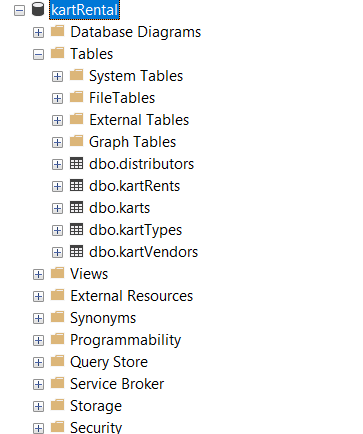 kartRental
Database Diagrams
Tables
System Tables
FileTables
External Tables
Graph Tables
dbo.distributors
dbo.kartRents
dbo.karts
dbo.kartTypes
dbo.kartVendors
Views
External Resources
Synonyms
Programmability
Query Store
Service Broker
Storage
Security